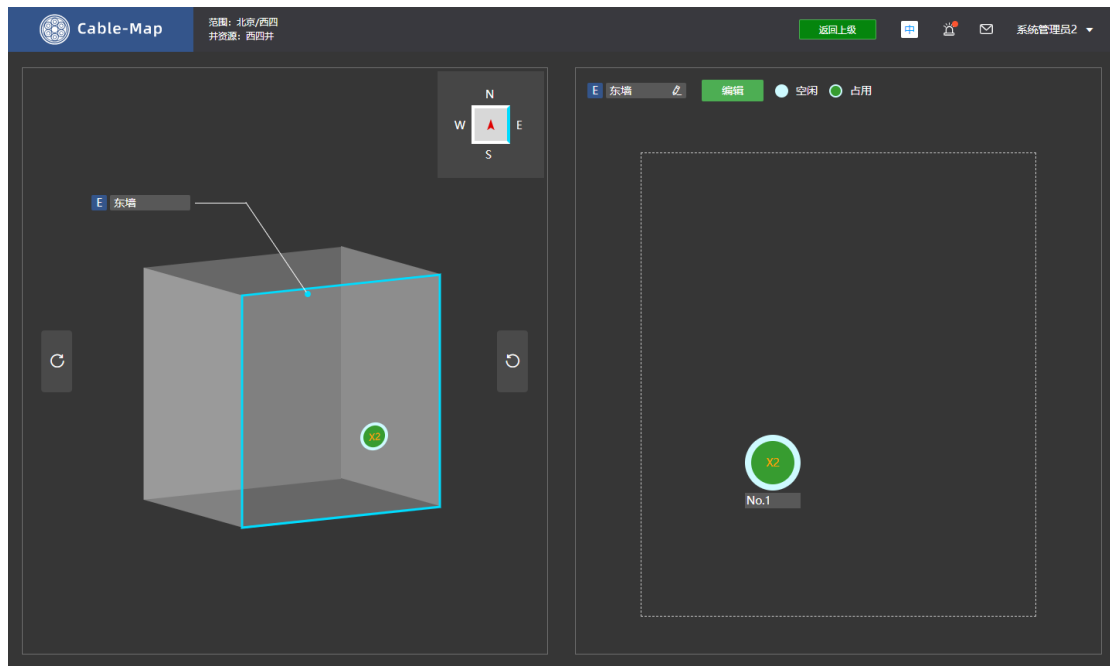 Cable-Map
范围：北京/西四
井资源：西四井
返回上级
中
系统管理员2
N
W E
S
E 东墙
X2
E 东墙 编辑 空闲 占用
X2
No.1